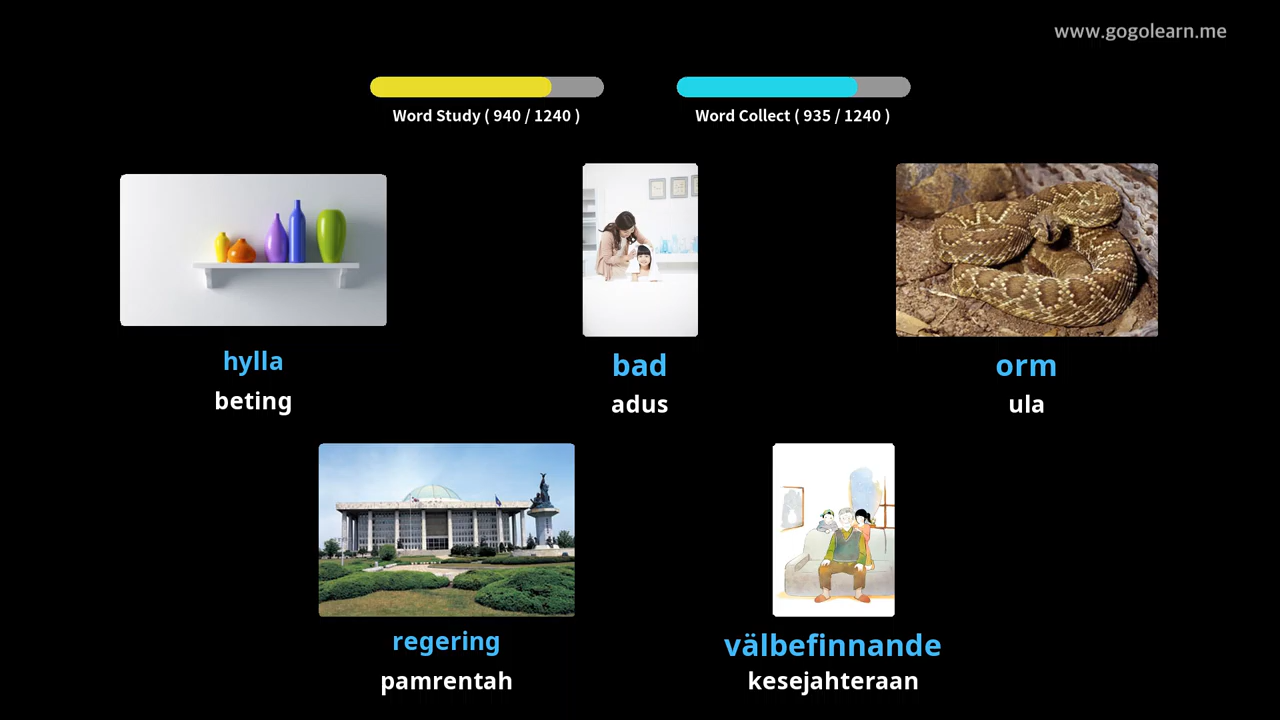 www.gogolearn.me
Word Study ( 940 / 1240 )
Word Collect ( 935 / 1240 )
hylla
beting
bad
adus
orm
ula
regering
pamrentah
välbefinnande
kesejahteraan